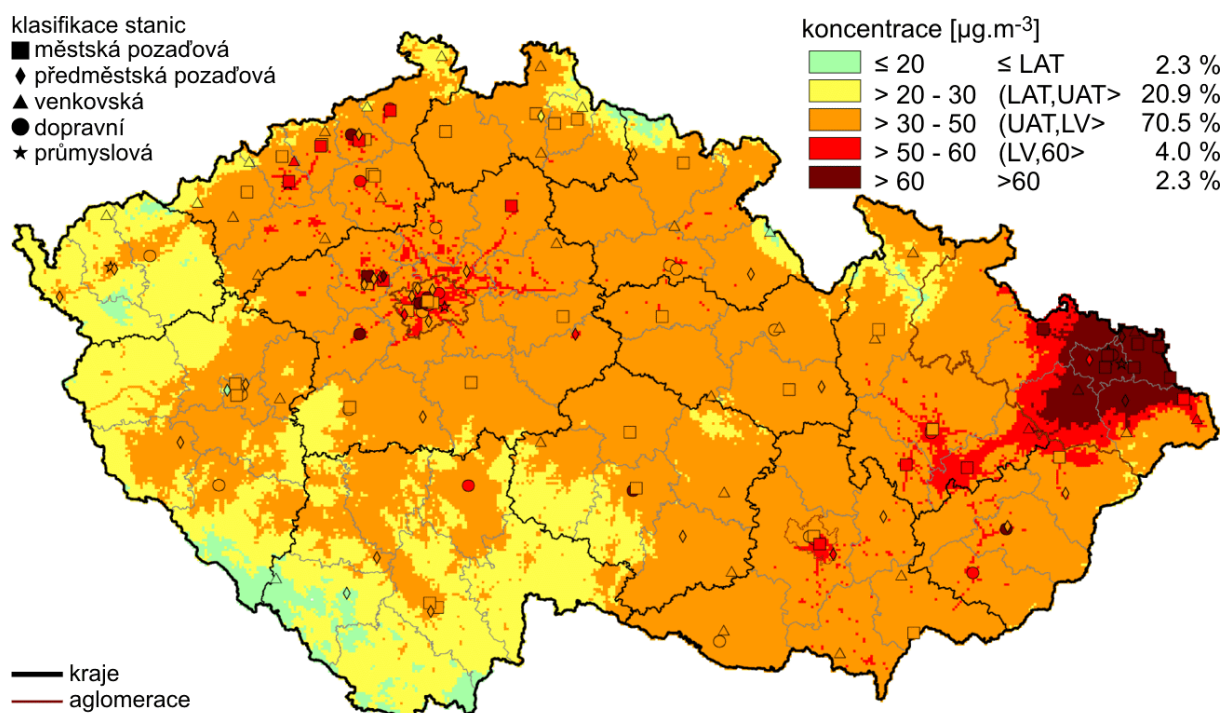 klasifikace stanic
městská pozaďová
předměstská pozaďová
venkovská
dopravní
průmyslová
koncentrace [µg.m-3]
≤ 20 ≤ LAT 2.3 %
> 20 - 30 (LAT,UAT> 20.9 %
> 30 - 50 (UAT,LV> 70.5 %
> 50 - 60 (LV,60> 4.0 %
> 60 >60 2.3 %
kraje
aglomerace